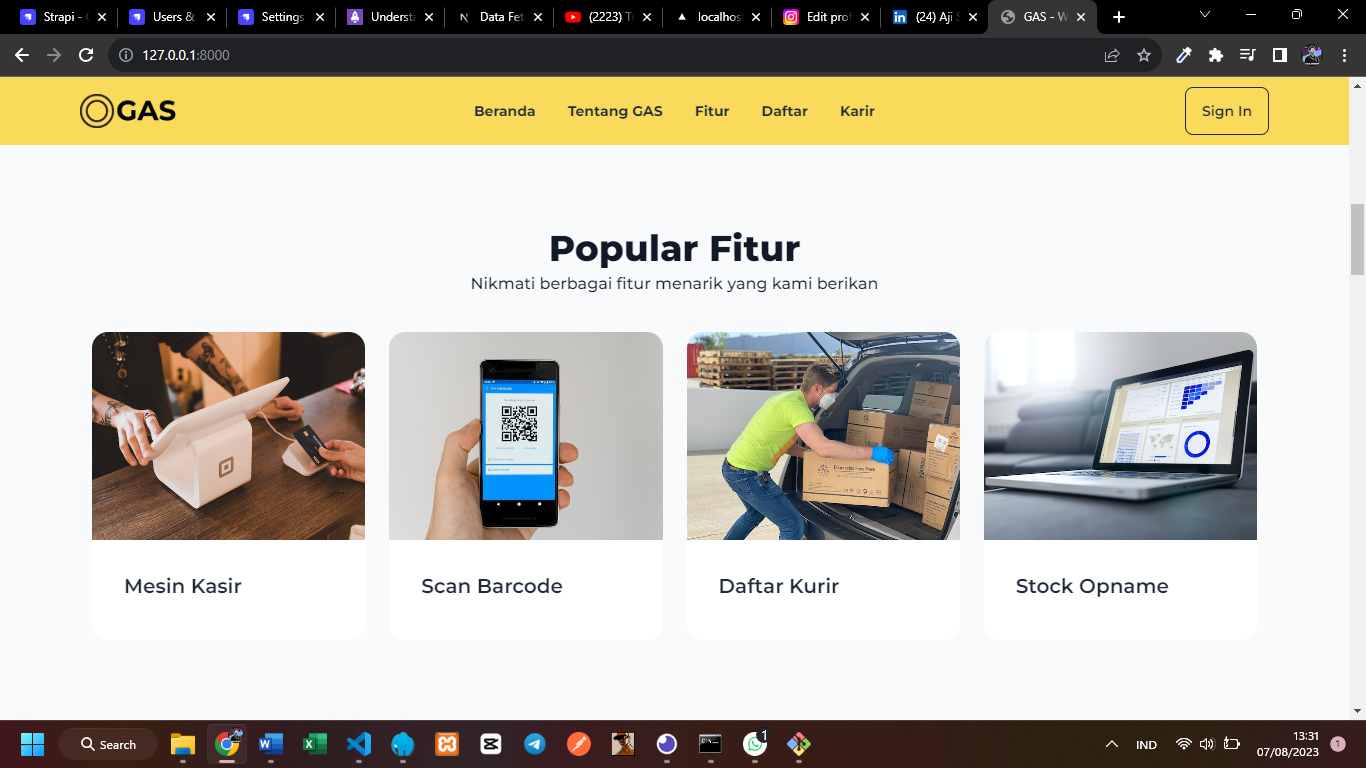 Strapi - C
Users &
Settings
Underst
Data Fet
(2223) T
localhos
Edit prof
(24) Aji S
GAS - W
127.0.0.1:8000
GAS
Beranda
Tentang GAS
Fitur
Daftar
Karir
Sign In
Popular Fitur
Nikmati berbagai fitur menarik yang kami berikan
Mesin Kasir
Scan Barcode
Daftar Kurir
Stock Opname
Search
1
IND
13:31
07/08/2023
1